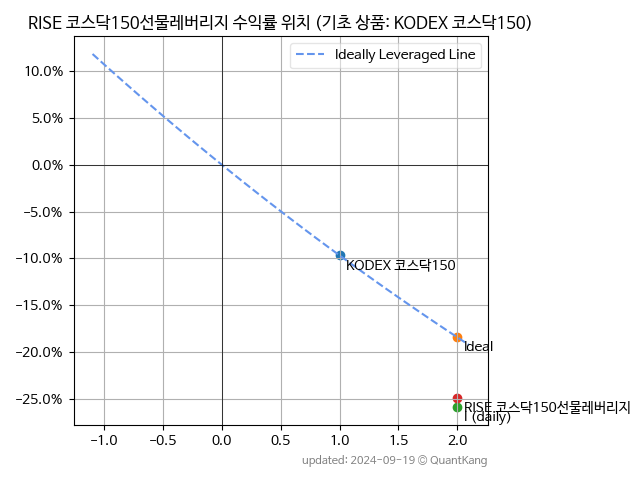 RISE 코스닥150선물레버리지 수익률 위치 (기초 상품: KODEX 코스닥150)
Ideally Leveraged Line
10.0%
5.0%
0.0%
−5.0%
−10.0%
KODEX 코스닥150
−15.0%
−20.0%
Ideal
−25.0%
RISE 코스닥150선물레버리지
I (daily)
−1.0 −0.5 0.0 0.5 1.0 1.5 2.0
updated: 2024-09-19 © QuantKang